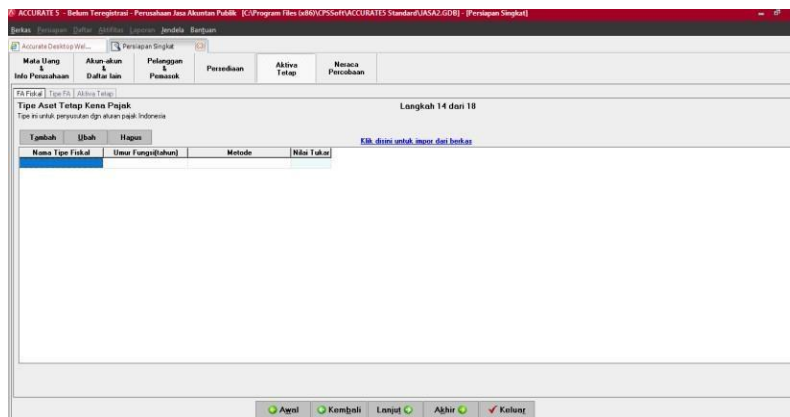 ACCURATE 5 - Belum Teregistrasi - Perusahaan Jasa Akuntan Publik [C:\Program Files (x86)\CPSSoft\ACCURATE5 Standard\JASA2.GDB] - [Persiapan Singkat]
Berkas Persiapan Daftar Aktifitas Laporan Jendela Bantuan
Accurate Desktop Wel... Persiapan Singkat
Mata Uang & Info Perusahaan
Akun-akun & Daftar lain
Pelanggan & Pemasok
Persediaan
Aktiva Tetap
Neraca Percobaan
FA Fiskal Tipe FA Aktiva Tetap
Tipe Aset Tetap Kena Pajak Langkah 14 dari 18
Tipe ini untuk penyusutan dgn aturan pajak Indonesia
Tambah Ubah Hapus Klik disini untuk impor dari berkas
Nama Tipe Fiskal Umur Fungsi(tahun) Metode Nilai Tukar
Awal Kembali Lanjut Akhir Keluar